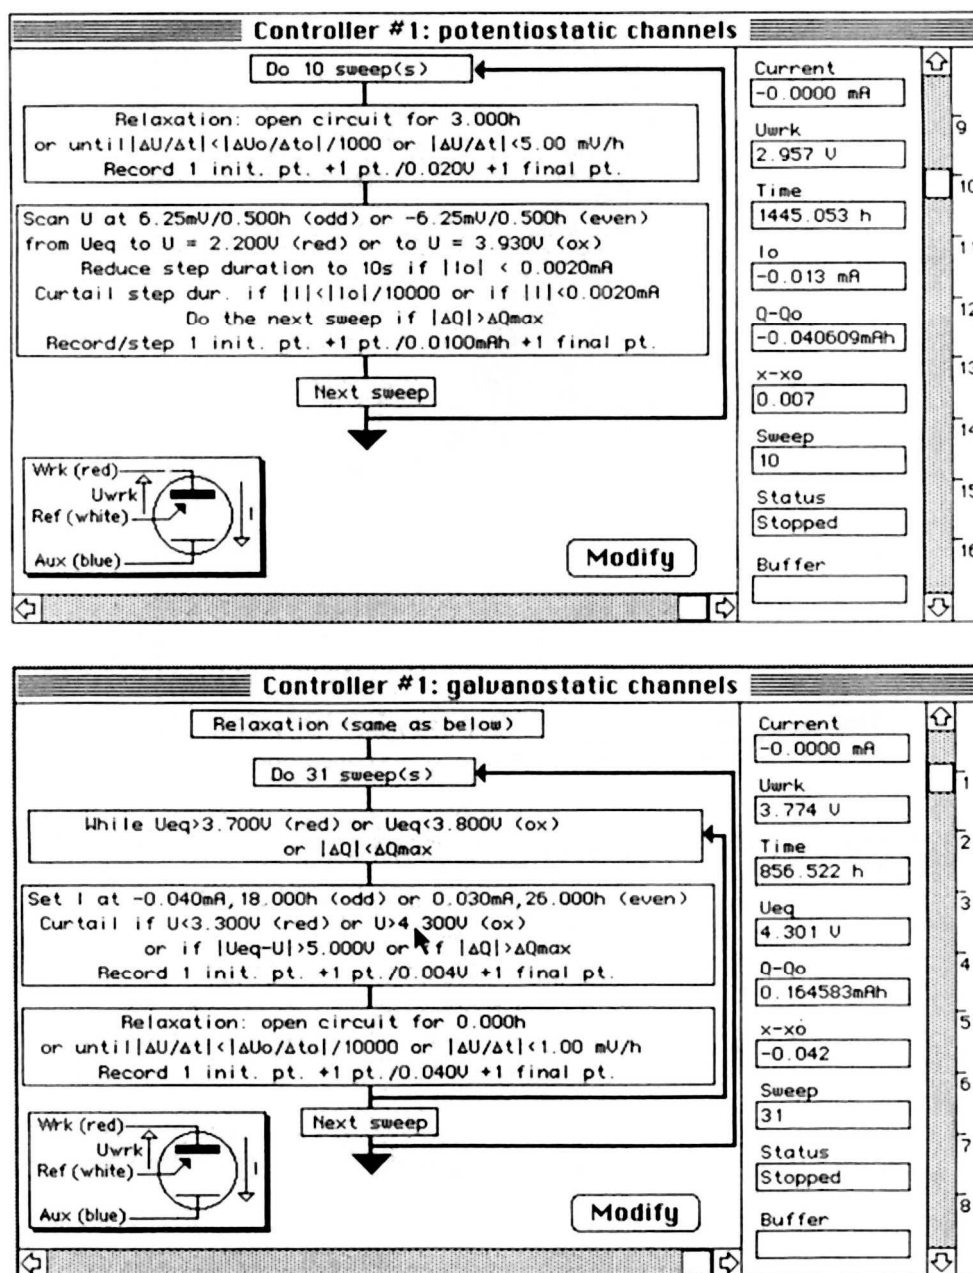 Controller #1: potentiostatic channels
Do 10 sweep(s)
Relaxation: open circuit for 3.000h
or until|ΔU/Δt|<|ΔUo/Δto|/1000 or |ΔU/Δt|<5.00 mV/h
Record 1 init. pt. +1 pt./0.020V +1 final pt.
Scan U at 6.25mV/0.500h (odd) or -6.25mV/0.500h (even)
from Ueq to U = 2.200V (red) or to U = 3.930V (ox)
Reduce step duration to 10s if |Io| < 0.0020mA
Curtail step dur. if |I|<|Io|/10000 or if |I|<0.0020mA
Do the next sweep if |ΔQ|>ΔQmax
Record/step 1 init. pt. +1 pt./0.0100mAh +1 final pt.
Next sweep
Wrk (red)
Uwrk
Ref (white)
I
Aux (blue)
Modify
Current
-0.0000 mA
Uwrk
2.957 V
Time
1445.053 h
Io
-0.013 mA
Q-Qo
-0.040609mAh
x-xo
0.007
Sweep
10
Status
Stopped
Buffer
9
10
11
12
13
14
15
16
Controller #1: galvanostatic channels
Relaxation (same as below)
Do 31 sweep(s)
While Ueq>3.700V (red) or Ueq<3.800V (ox)
or |ΔQ|<ΔQmax
Set I at -0.040mA,18.000h (odd) or 0.030mA,26.000h (even)
Curtail if U<3.300V (red) or U>4.300V (ox)
or if |Ueq-U|>5.000V or if |ΔQ|>ΔQmax
Record 1 init. pt. +1 pt./0.004V +1 final pt.
Relaxation: open circuit for 0.000h
or until|ΔU/Δt|<|ΔUo/Δto|/10000 or |ΔU/Δt|<1.00 mV/h
Record 1 init. pt. +1 pt./0.040V +1 final pt.
Next sweep
Wrk (red)
Uwrk
Ref (white)
I
Aux (blue)
Modify
Current
-0.0000 mA
Uwrk
3.774 V
Time
856.522 h
Ueq
4.301 V
Q-Qo
0.164583mAh
x-xo
-0.042
Sweep
31
Status
Stopped
Buffer
1
2
3
4
5
6
7
8